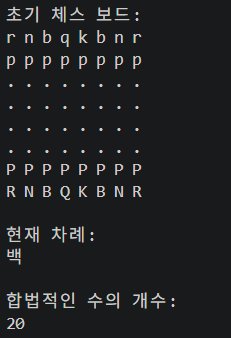 초기 체스 보드:
r n b q k b n r
p p p p p p p p
. . . . . . . .
. . . . . . . .
. . . . . . . .
. . . . . . . .
P P P P P P P P
R N B Q K B N R
현재 차례:
백
합법적인 수의 개수:
20